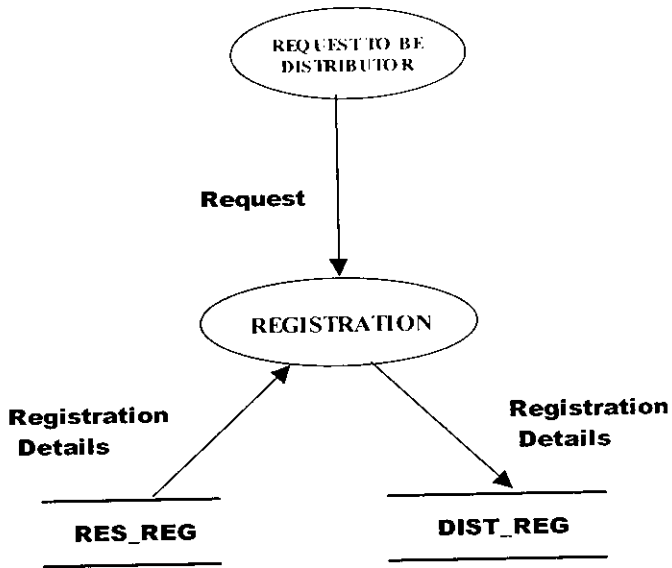 REQUEST TO BE
DISTRIBUTOR
Request
REGISTRATION
Registration
Details
Registration
Details
RES_REG
DIST_REG